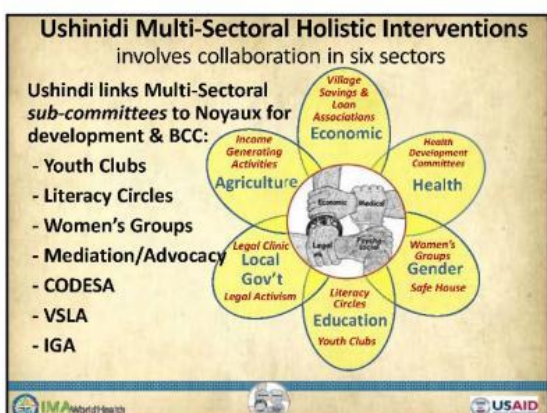 Ushinidi Multi-Sectoral Holistic Interventions
involves collaboration in six sectors
Ushindi links Multi-Sectoral
sub-committees to Noyaux for
development & BCC:
- Youth Clubs
- Literacy Circles
- Women's Groups
- Mediation/Advocacy
- CODESA
- VSLA
- IGA
Village
Savings &
Loan
Associations
Economic
Health
Development
Committees
Health
Women's
Groups
Gender
Safe House
Literacy
Circles
Education
Youth Clubs
Legal Clinic
Local
Gov't
Legal Activism
Income
Generating
Activities
Agriculture
Economic
Medical
Legal
Psycho-
social
IMAWorldHealth
USAID